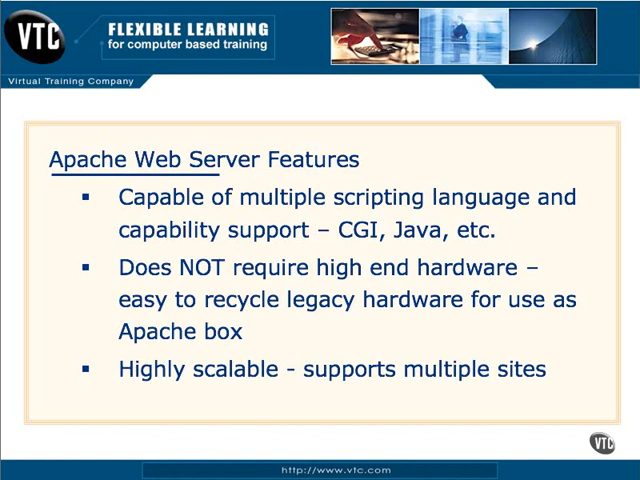 VTC
FLEXIBLE LEARNING
for computer based training
Virtual Training Company
Apache Web Server Features
▪ Capable of multiple scripting language and
capability support – CGI, Java, etc.
▪ Does NOT require high end hardware –
easy to recycle legacy hardware for use as
Apache box
▪ Highly scalable - supports multiple sites
VTC
http://www.vtc.com